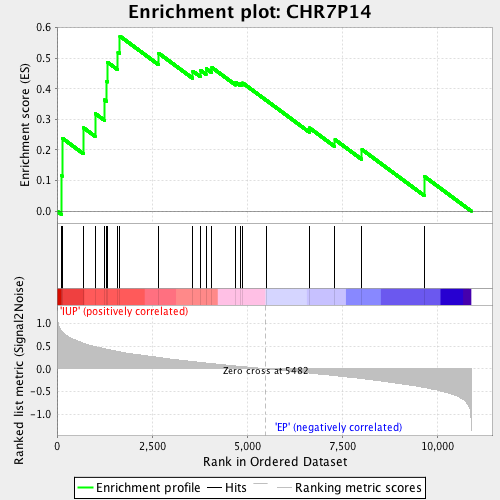 Enrichment plot: CHR7P14
Enrichment score (ES)
0.6
0.5
0.4
0.3
0.2
0.1
0.0
'IUP' (positively correlated)
Ranked list metric (Signal2Noise)
1.0
0.5
0.0
-0.5
-1.0
Zero cross at 5482
'EP' (negatively correlated)
0
2,500
5,000
7,500
10,000
Rank in Ordered Dataset
Enrichment profile
Hits
Ranking metric scores